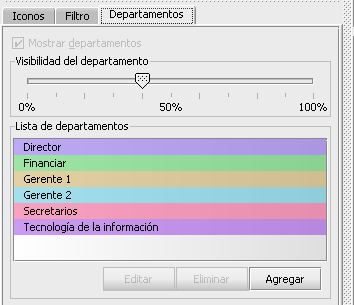 Iconos Filtro Departamentos
Mostrar departamentos
Visibilidad del departamento
0% 50% 100%
Lista de departamentos
Director
Financiar
Gerente 1
Gerente 2
Secretarios
Tecnología de la información
Editar Eliminar Agregar